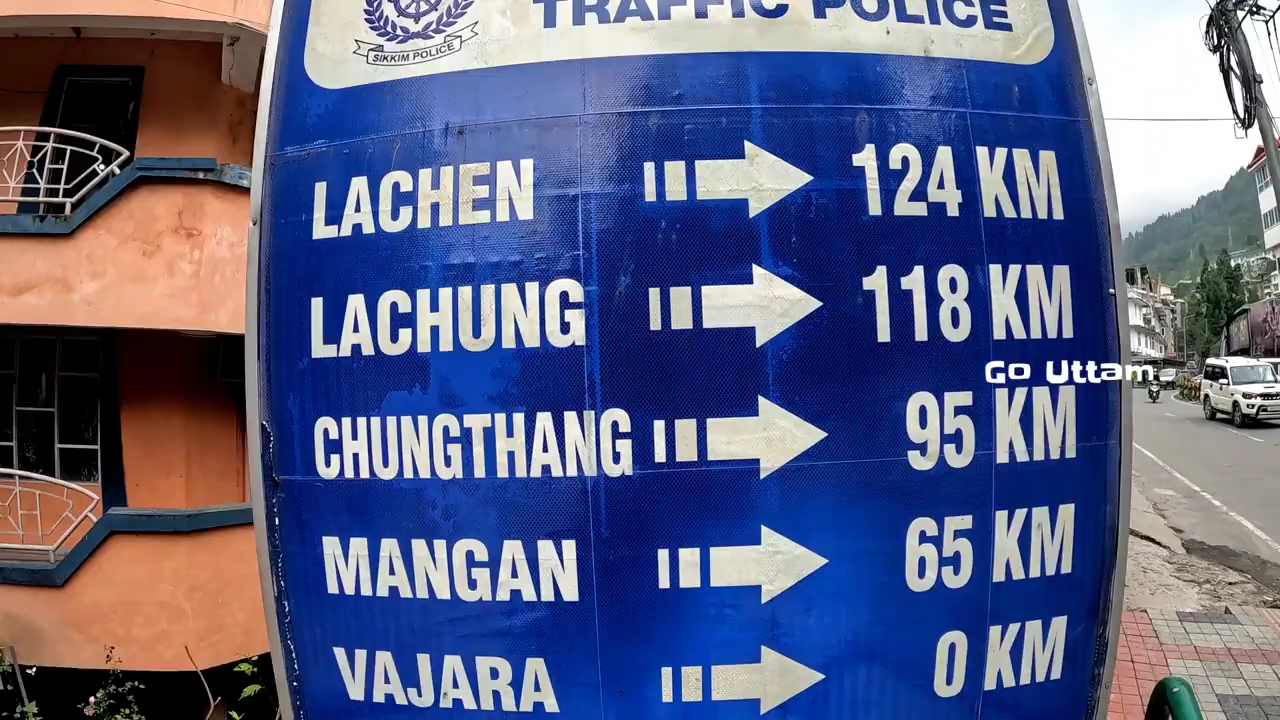 TRAFFIC POLICE
SIKKIM POLICE
LACHEN 124 KM
LACHUNG 118 KM
Go Uttam
CHUNGTHANG 95 KM
MANGAN 65 KM
VAJARA 0 KM